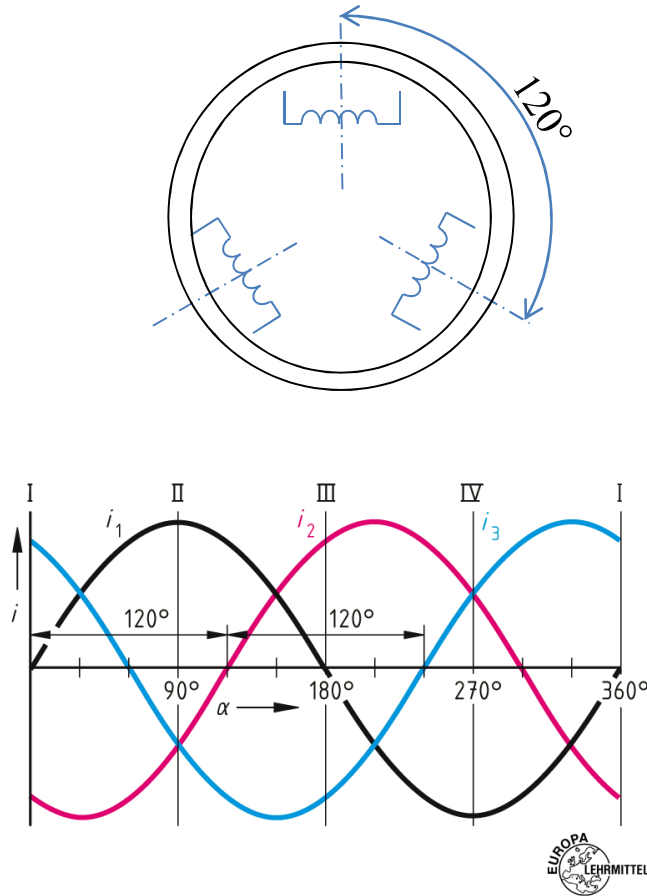 120°
I II III IV I
i₁ i₂ i₃
i
120° 120°
90° 180° 270° 360°
α
EUROPA
LEHRMITTEL